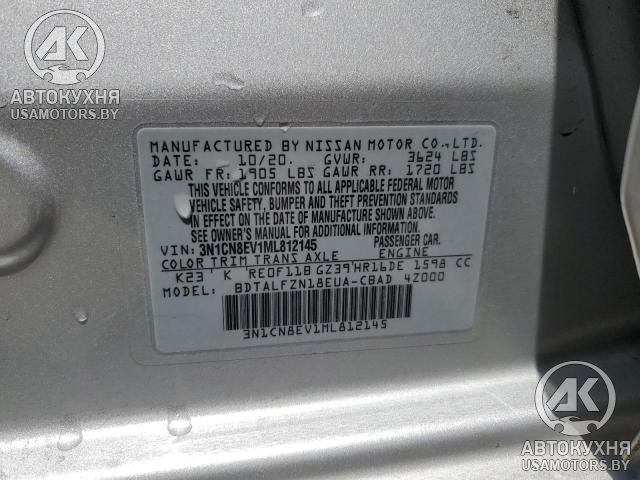 AK
АВТОКУХНЯ
USAMOTORS.BY
MANUFACTURED BY NISSAN MOTOR CO., LTD.
DATE: 10/20. GVWR: 3624 LBS
GAWR FR: 1905 LBS GAWR RR: 1720 LBS
THIS VEHICLE CONFORMS TO ALL APPLICABLE FEDERAL MOTOR
VEHICLE SAFETY, BUMPER AND THEFT PREVENTION STANDARDS
IN EFFECT ON THE DATE OF MANUFACTURE SHOWN ABOVE.
SEE OWNER'S MANUAL FOR ADDITIONAL INFORMATION.
VIN: 3N1CN8EV1ML812145 PASSENGER CAR.
COLOR TRIM TRANS AXLE ENGINE
K23 K RE0F11B GZ39 HR16DE 1598 CC
MODEL: BDTALFZN18EUA-CBAD 4Z000
3N1CN8EV1ML812145
AK
АВТОКУХНЯ
USAMOTORS.BY